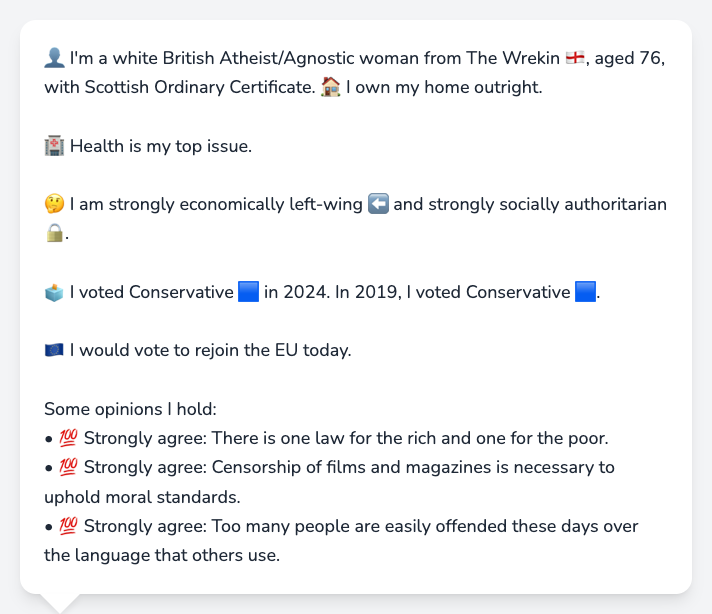 👤 I'm a white British Atheist/Agnostic woman from The Wrekin 🏴󠁧󠁢󠁥󠁮󠁧󠁿, aged 76,
with Scottish Ordinary Certificate. 🏠 I own my home outright.
🏥 Health is my top issue.
🤔 I am strongly economically left-wing ⬅️ and strongly socially authoritarian
🔒.
🗳️ I voted Conservative 🟦 in 2024. In 2019, I voted Conservative 🟦.
🇪🇺 I would vote to rejoin the EU today.
Some opinions I hold:
• 💯 Strongly agree: There is one law for the rich and one for the poor.
• 💯 Strongly agree: Censorship of films and magazines is necessary to
uphold moral standards.
• 💯 Strongly agree: Too many people are easily offended these days over
the language that others use.